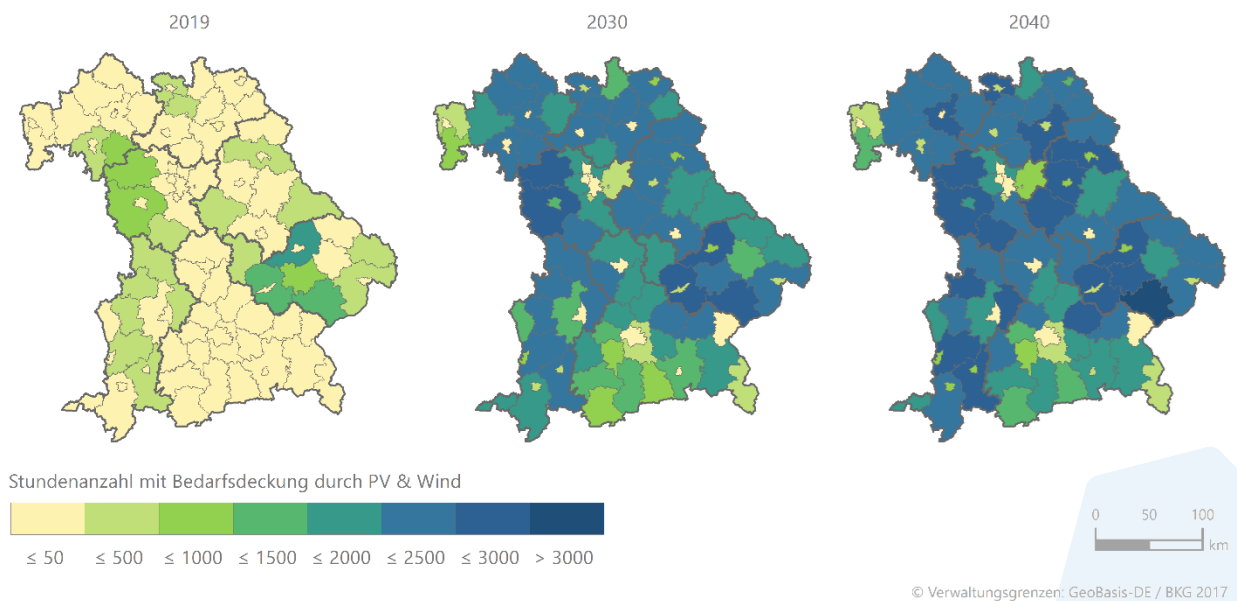 2019 2030 2040
Stundenanzahl mit Bedarfsdeckung durch PV & Wind
≤ 50 ≤ 500 ≤ 1000 ≤ 1500 ≤ 2000 ≤ 2500 ≤ 3000 > 3000
0 50 100
km
© Verwaltungsgrenzen: GeoBasis-DE / BKG 2017